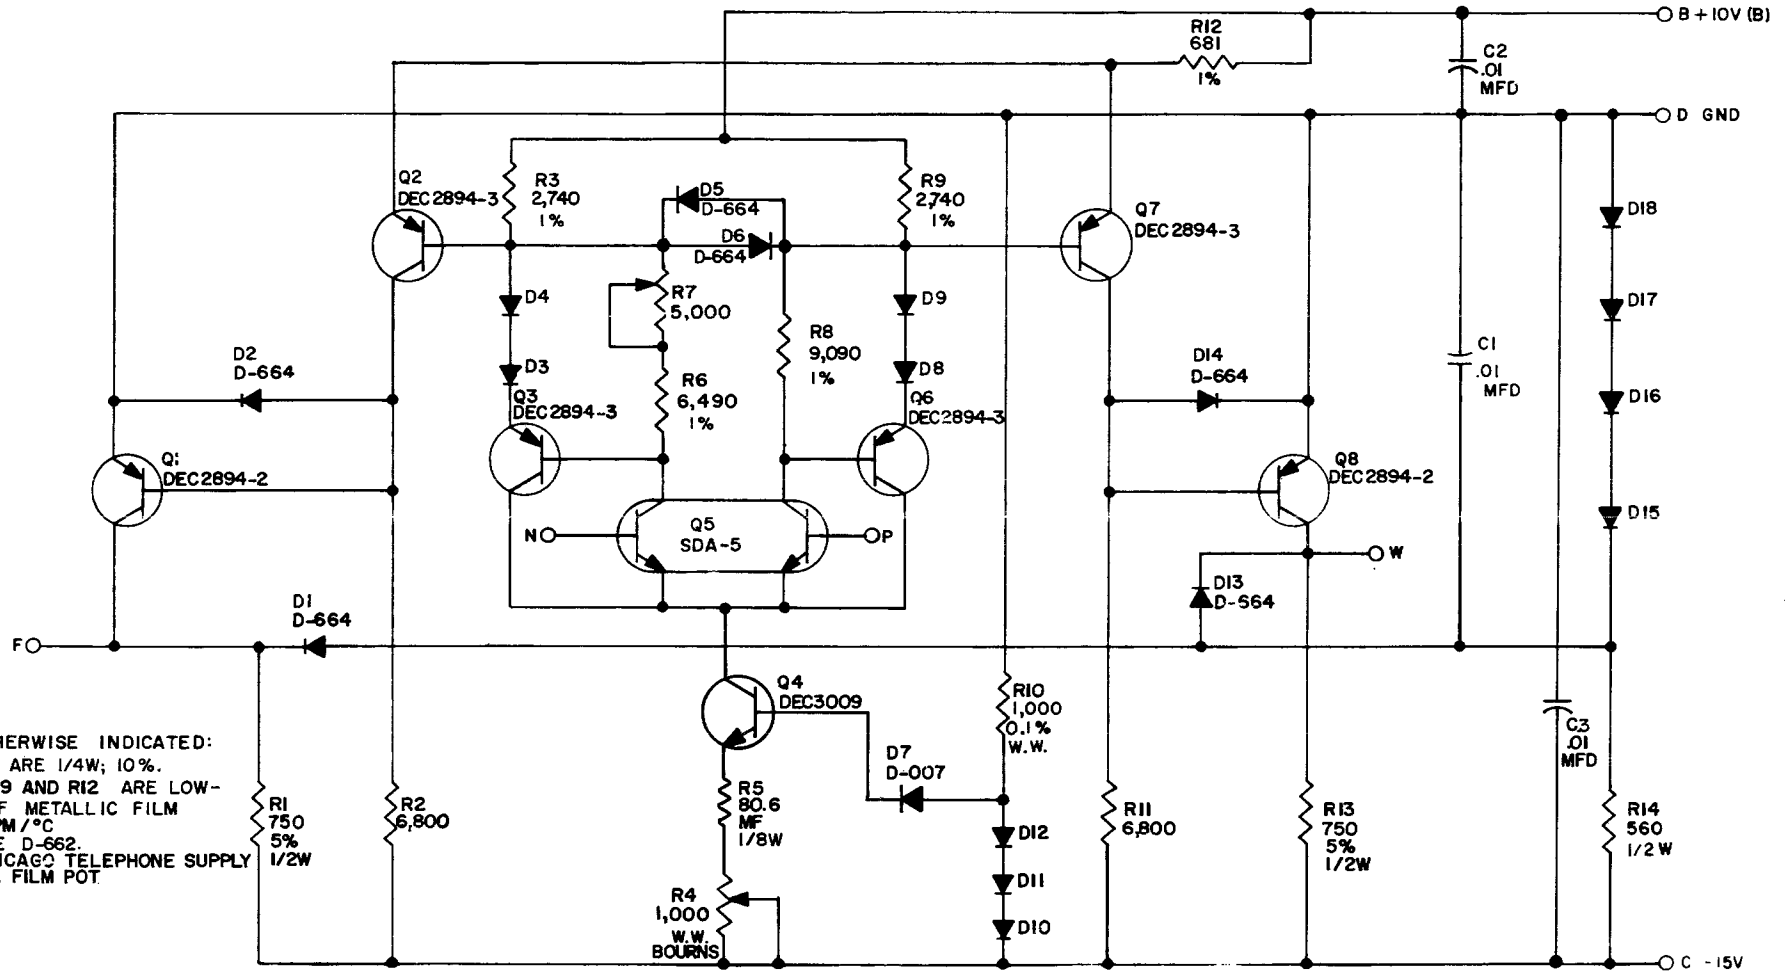 B +10V (B)
R12
681
1%
C2
.01
MFD
D GND
Q2
DEC2894-3
R3
2,740
1%
D5
D-664
R9
2,740
1%
Q7
DEC2894-3
D18
D6
D-664
D4
R7
5,000
D9
D17
R8
9,090
1%
C1
.01
MFD
D2
D-664
D3
R6
6,490
1%
D8
D14
D-664
D16
Q3
DEC2894-3
Q6
DEC2894-3
Q1
DEC2894-2
Q8
DEC2894-2
D15
N
Q5
SDA-5
P
W
D13
D-564
D1
D-664
F
Q4
DEC3009
R10
1,000
0.1%
W.W.
C3
.01
MFD
HERWISE INDICATED:
ARE 1/4W; 10%.
9 AND R12 ARE LOW-
F METALLIC FILM
PM/°C
E D-662.
ICAGO TELEPHONE SUPPLY
FILM POT
D7
D-007
R1
750
5%
1/2W
R2
6,800
R5
80.6
MF
1/8W
R11
6,800
R13
750
5%
1/2W
R14
560
1/2W
D12
D11
D10
R4
1,000
W.W.
BOURNS
C -15V